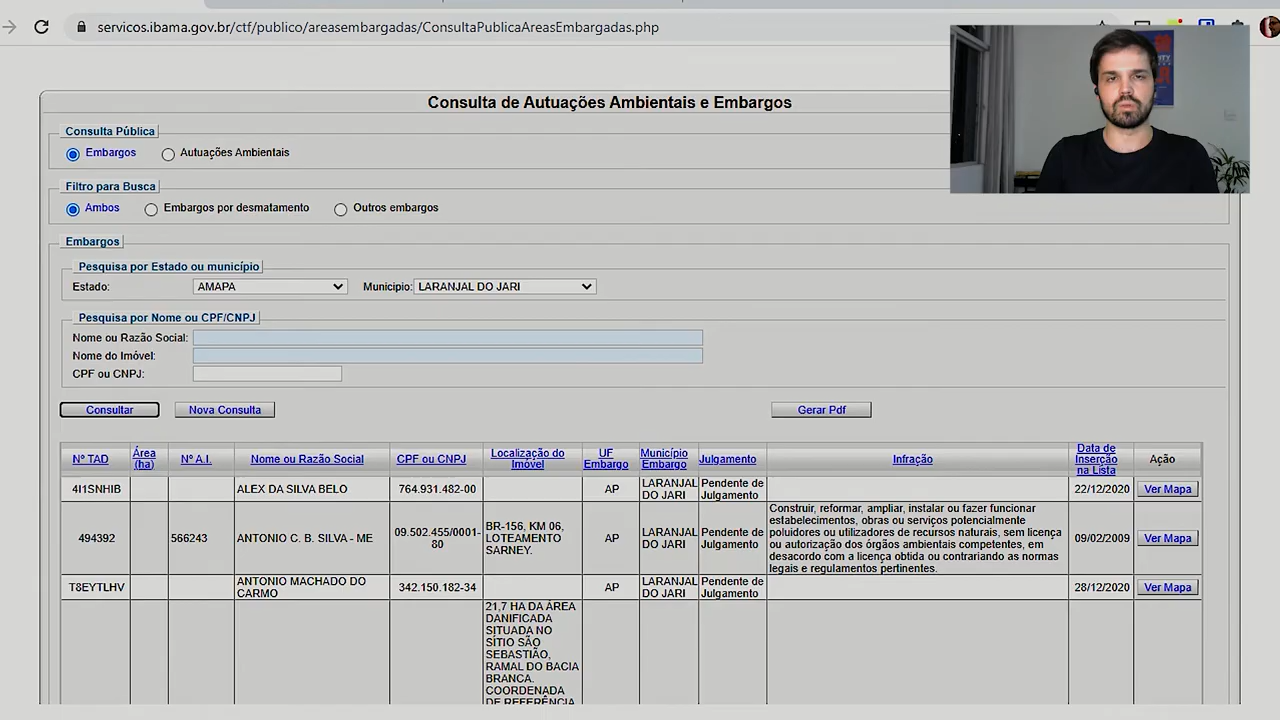 servicos.ibama.gov.br/ctf/publico/areasembargadas/ConsultaPublicaAreasEmbargadas.php
Consulta de Autuações Ambientais e Embargos
Consulta Pública
Embargos Autuações Ambientais
Filtro para Busca
Ambos Embargos por desmatamento Outros embargos
Embargos
Pesquisa por Estado ou município
Estado: AMAPA Municipio: LARANJAL DO JARI
Pesquisa por Nome ou CPF/CNPJ
Nome ou Razão Social:
Nome do Imóvel:
CPF ou CNPJ:
Consultar Nova Consulta Gerar Pdf
Nº TAD
Área
(ha)
Nº A.I.
Nome ou Razão Social
CPF ou CNPJ
Localização do
Imóvel
UF
Embargo
Município
Embargo
Julgamento
Infração
Data de
Inserção
na Lista
Ação
4I1SNHIB
ALEX DA SILVA BELO
764.931.482-00
AP
LARANJAL
DO JARI
Pendente de
Julgamento
22/12/2020
Ver Mapa
494392
566243
ANTONIO C. B. SILVA - ME
09.502.455/0001-
80
BR-156, KM 06,
LOTEAMENTO
SARNEY.
AP
LARANJAL
DO JARI
Pendente de
Julgamento
Construir, reformar, ampliar, instalar ou fazer funcionar
estabelecimentos, obras ou serviços potencialmente
poluidores ou utilizadores de recursos naturais, sem licença
ou autorização dos órgãos ambientais competentes, em
desacordo com a licença obtida ou contrariando as normas
legais e regulamentos pertinentes.
09/02/2009
Ver Mapa
T8EYTLHV
ANTONIO MACHADO DO
CARMO
342.150.182-34
AP
LARANJAL
DO JARI
Pendente de
Julgamento
28/12/2020
Ver Mapa
21,7 HA DA ÁREA
DANIFICADA
SITUADA NO
SÍTIO SÃO
SEBASTIÃO,
RAMAL DO BACIA
BRANCA.
COORDENADA
DE REFERÊNCIA